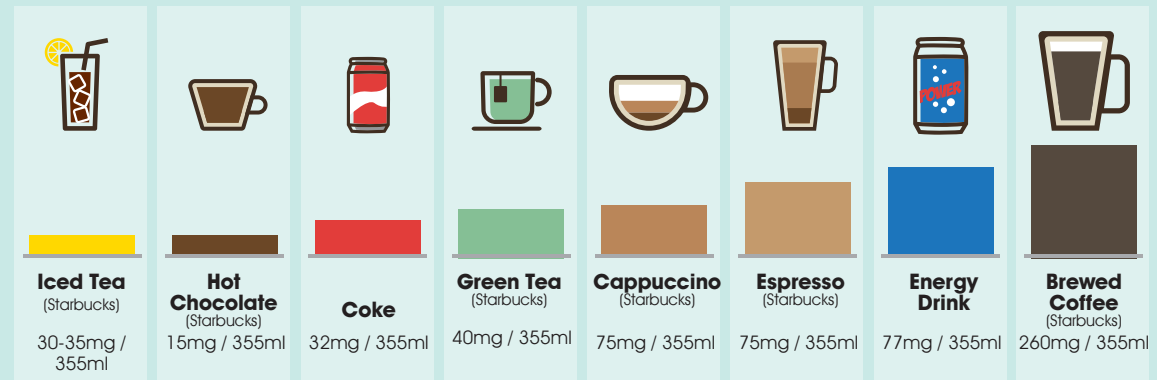 POWER
Iced Tea
(Starbucks)
30-35mg /
355ml
Hot
Chocolate
(Starbucks)
15mg / 355ml
Coke
32mg / 355ml
Green Tea
(Starbucks)
40mg / 355ml
Cappuccino
(Starbucks)
75mg / 355ml
Espresso
(Starbucks)
75mg / 355ml
Energy
Drink
77mg / 355ml
Brewed
Coffee
(Starbucks)
260mg / 355ml